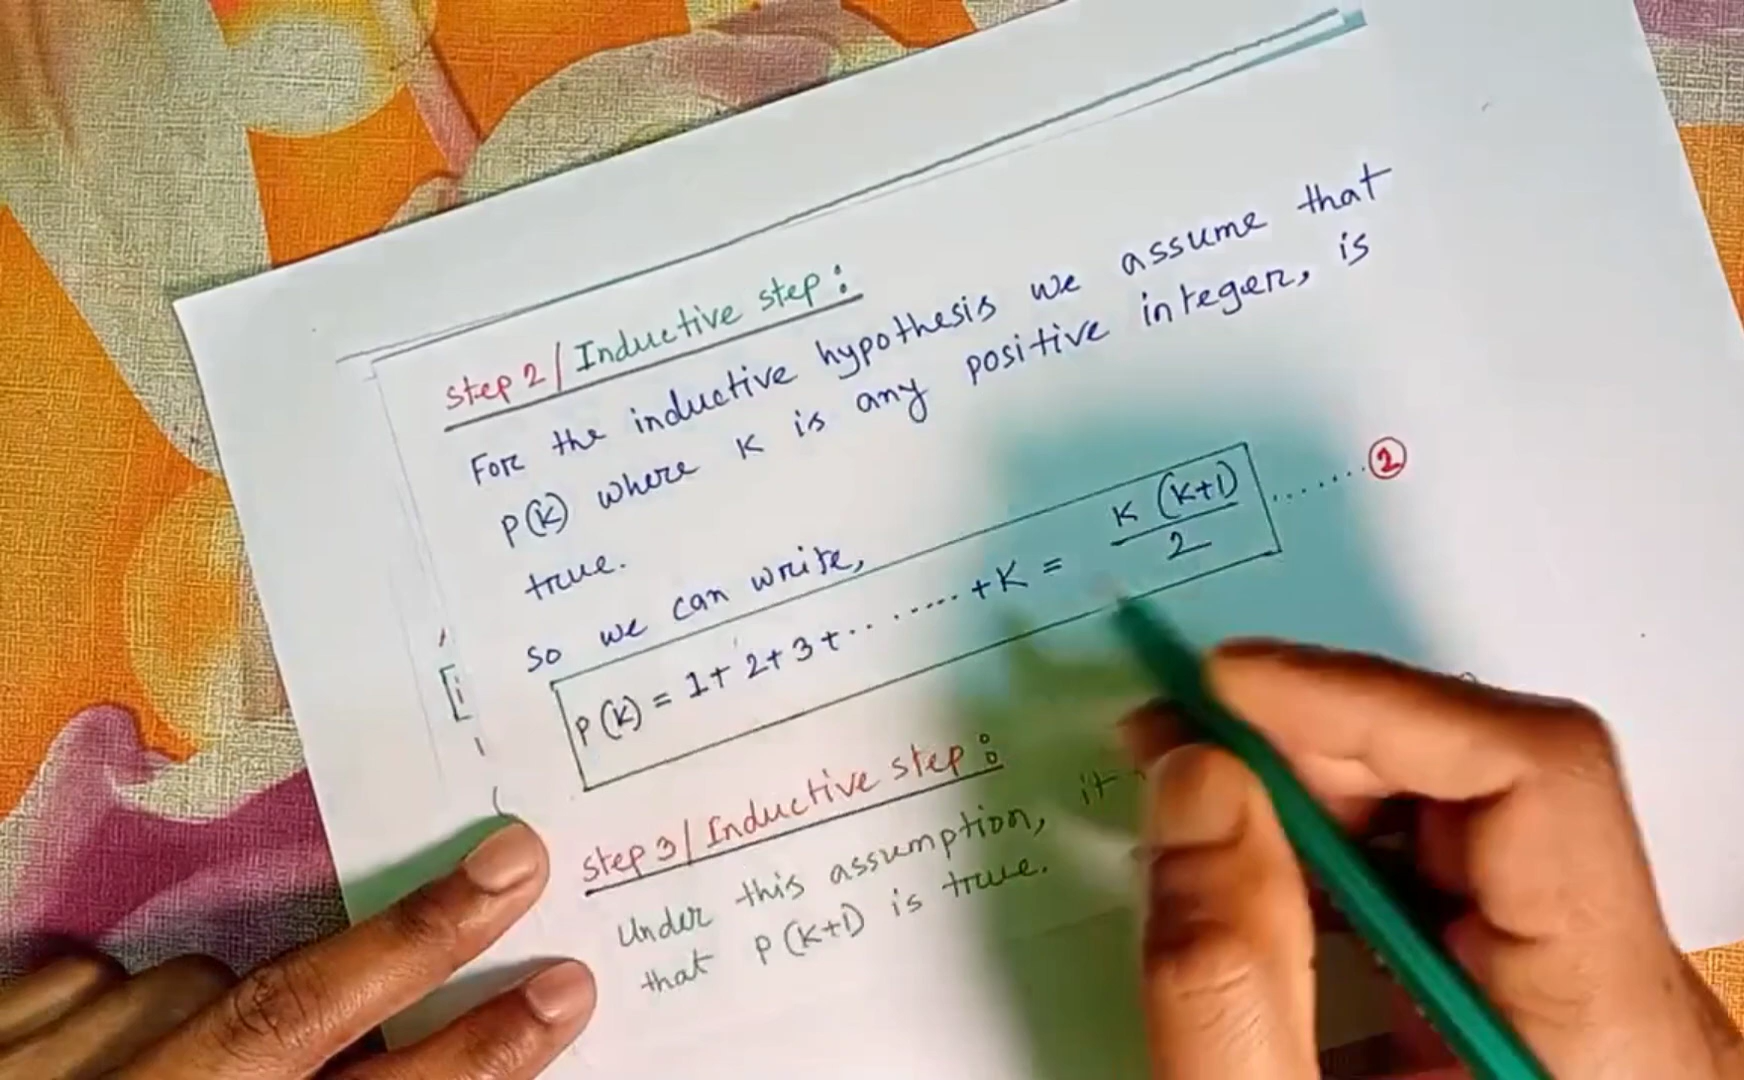 Step 2 / Inductive step :
For the inductive hypothesis we assume that
P(K) where K is any positive integer, is
true.
So we can write,
P(K) = 1 + 2 + 3 + ......... + K = K (K+1) / 2 ...... 2
Step 3 / Inductive step :
Under this assumption, it
that P(K+1) is true.